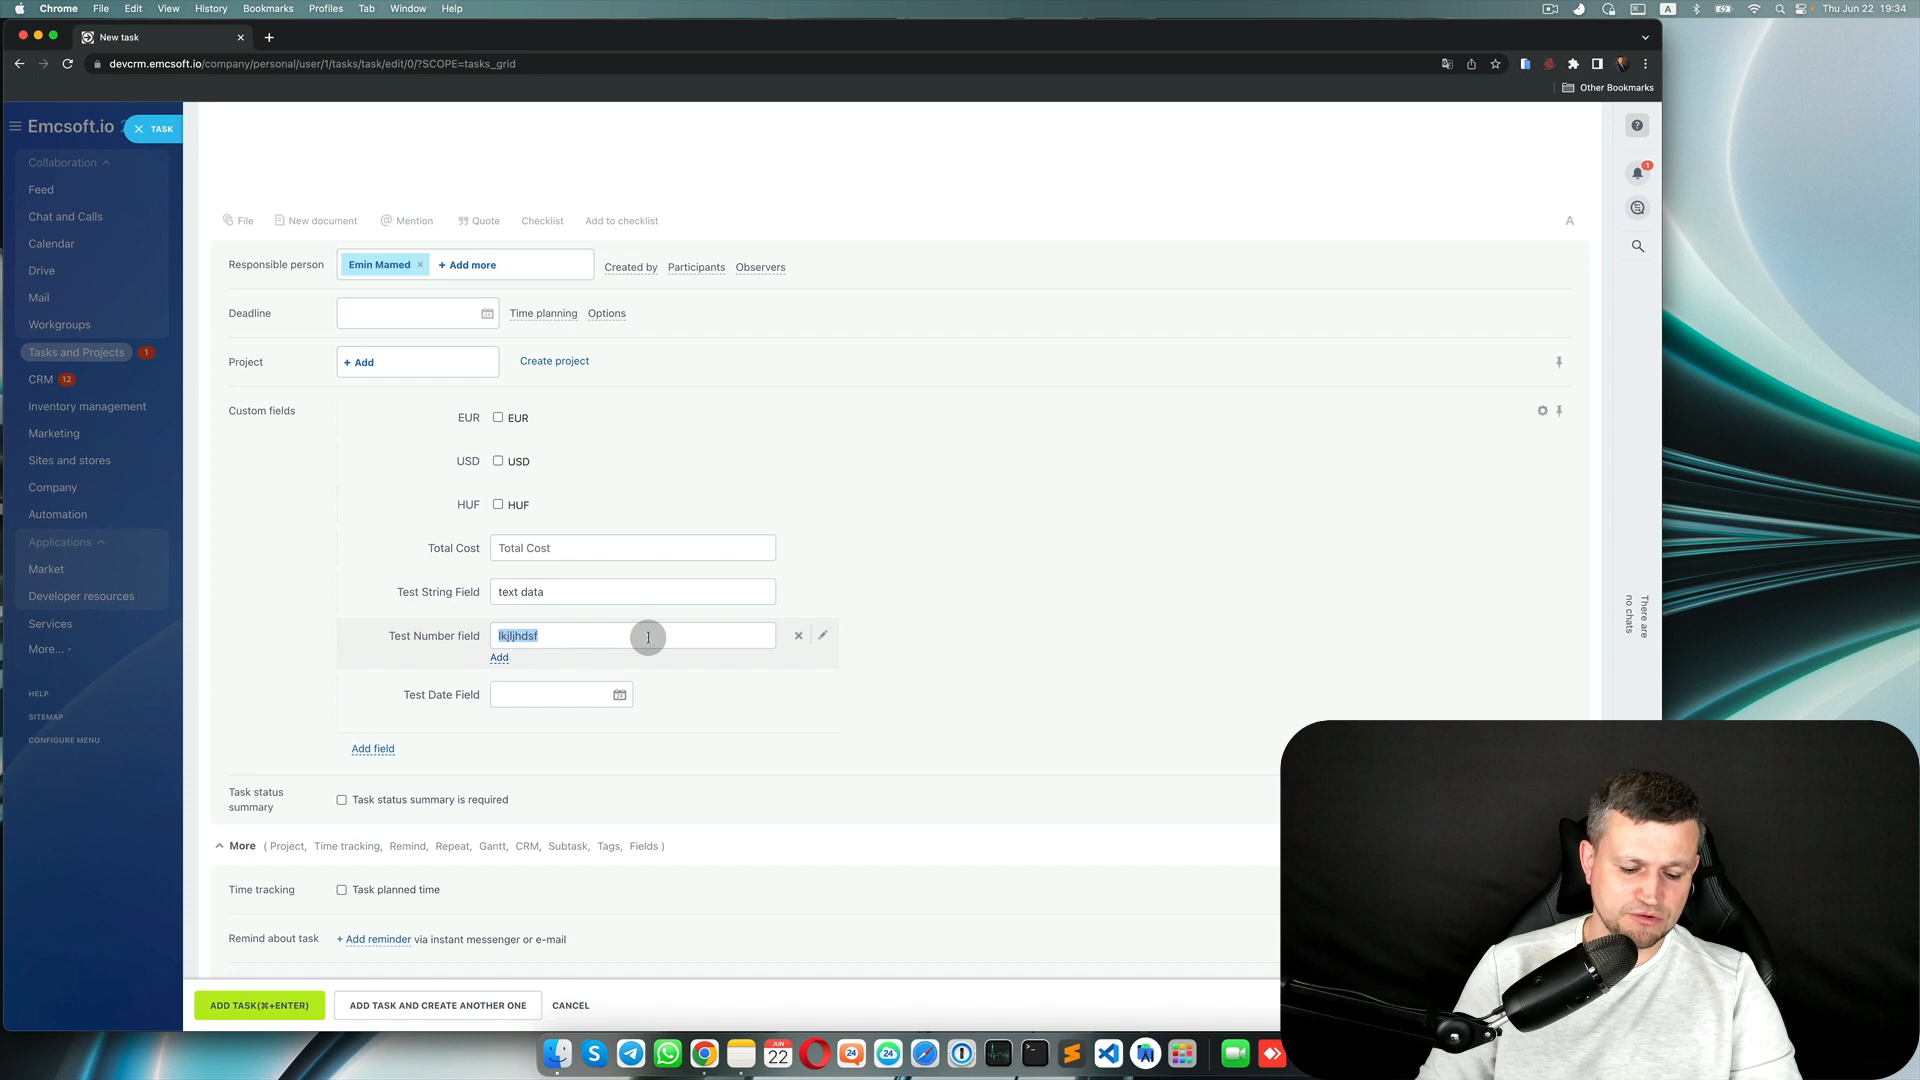 Chrome File Edit View History Bookmarks Profiles Tab Window Help
A
Thu Jun 22 19:34
New task
devcrm.emcsoft.io/company/personal/user/1/tasks/task/edit/0/?SCOPE=tasks_grid
Other Bookmarks
Emcsoft.io
TASK
Collaboration
Feed
Chat and Calls
Calendar
Drive
Mail
Workgroups
Tasks and Projects 1
CRM 12
Inventory management
Marketing
Sites and stores
Company
Automation
Applications
Market
Developer resources
Services
More...
HELP
SITEMAP
CONFIGURE MENU
File New document Mention Quote Checklist Add to checklist A
Responsible person Emin Mamed × + Add more Created by Participants Observers
Deadline Time planning Options
Project + Add Create project
Custom fields
EUR EUR
USD USD
HUF HUF
Total Cost Total Cost
Test String Field text data
Test Number field lkjljhdsf
Add
Test Date Field
Add field
Task status summary Task status summary is required
More ( Project, Time tracking, Remind, Repeat, Gantt, CRM, Subtask, Tags, Fields )
Time tracking Task planned time
Remind about task + Add reminder via instant messenger or e-mail
ADD TASK(⌘+ENTER) ADD TASK AND CREATE ANOTHER ONE CANCEL
1
There are
no chats
JUN
22
24
24